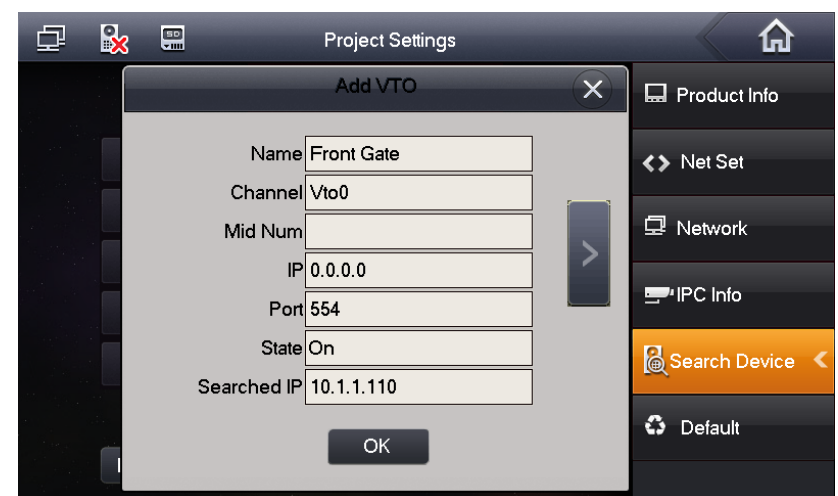 SD
Project Settings
Add VTO
Name Front Gate
Channel Vto0
Mid Num
IP 0.0.0.0
Port 554
State On
Searched IP 10.1.1.110
OK
Product Info
Net Set
Network
IPC Info
Search Device
Default